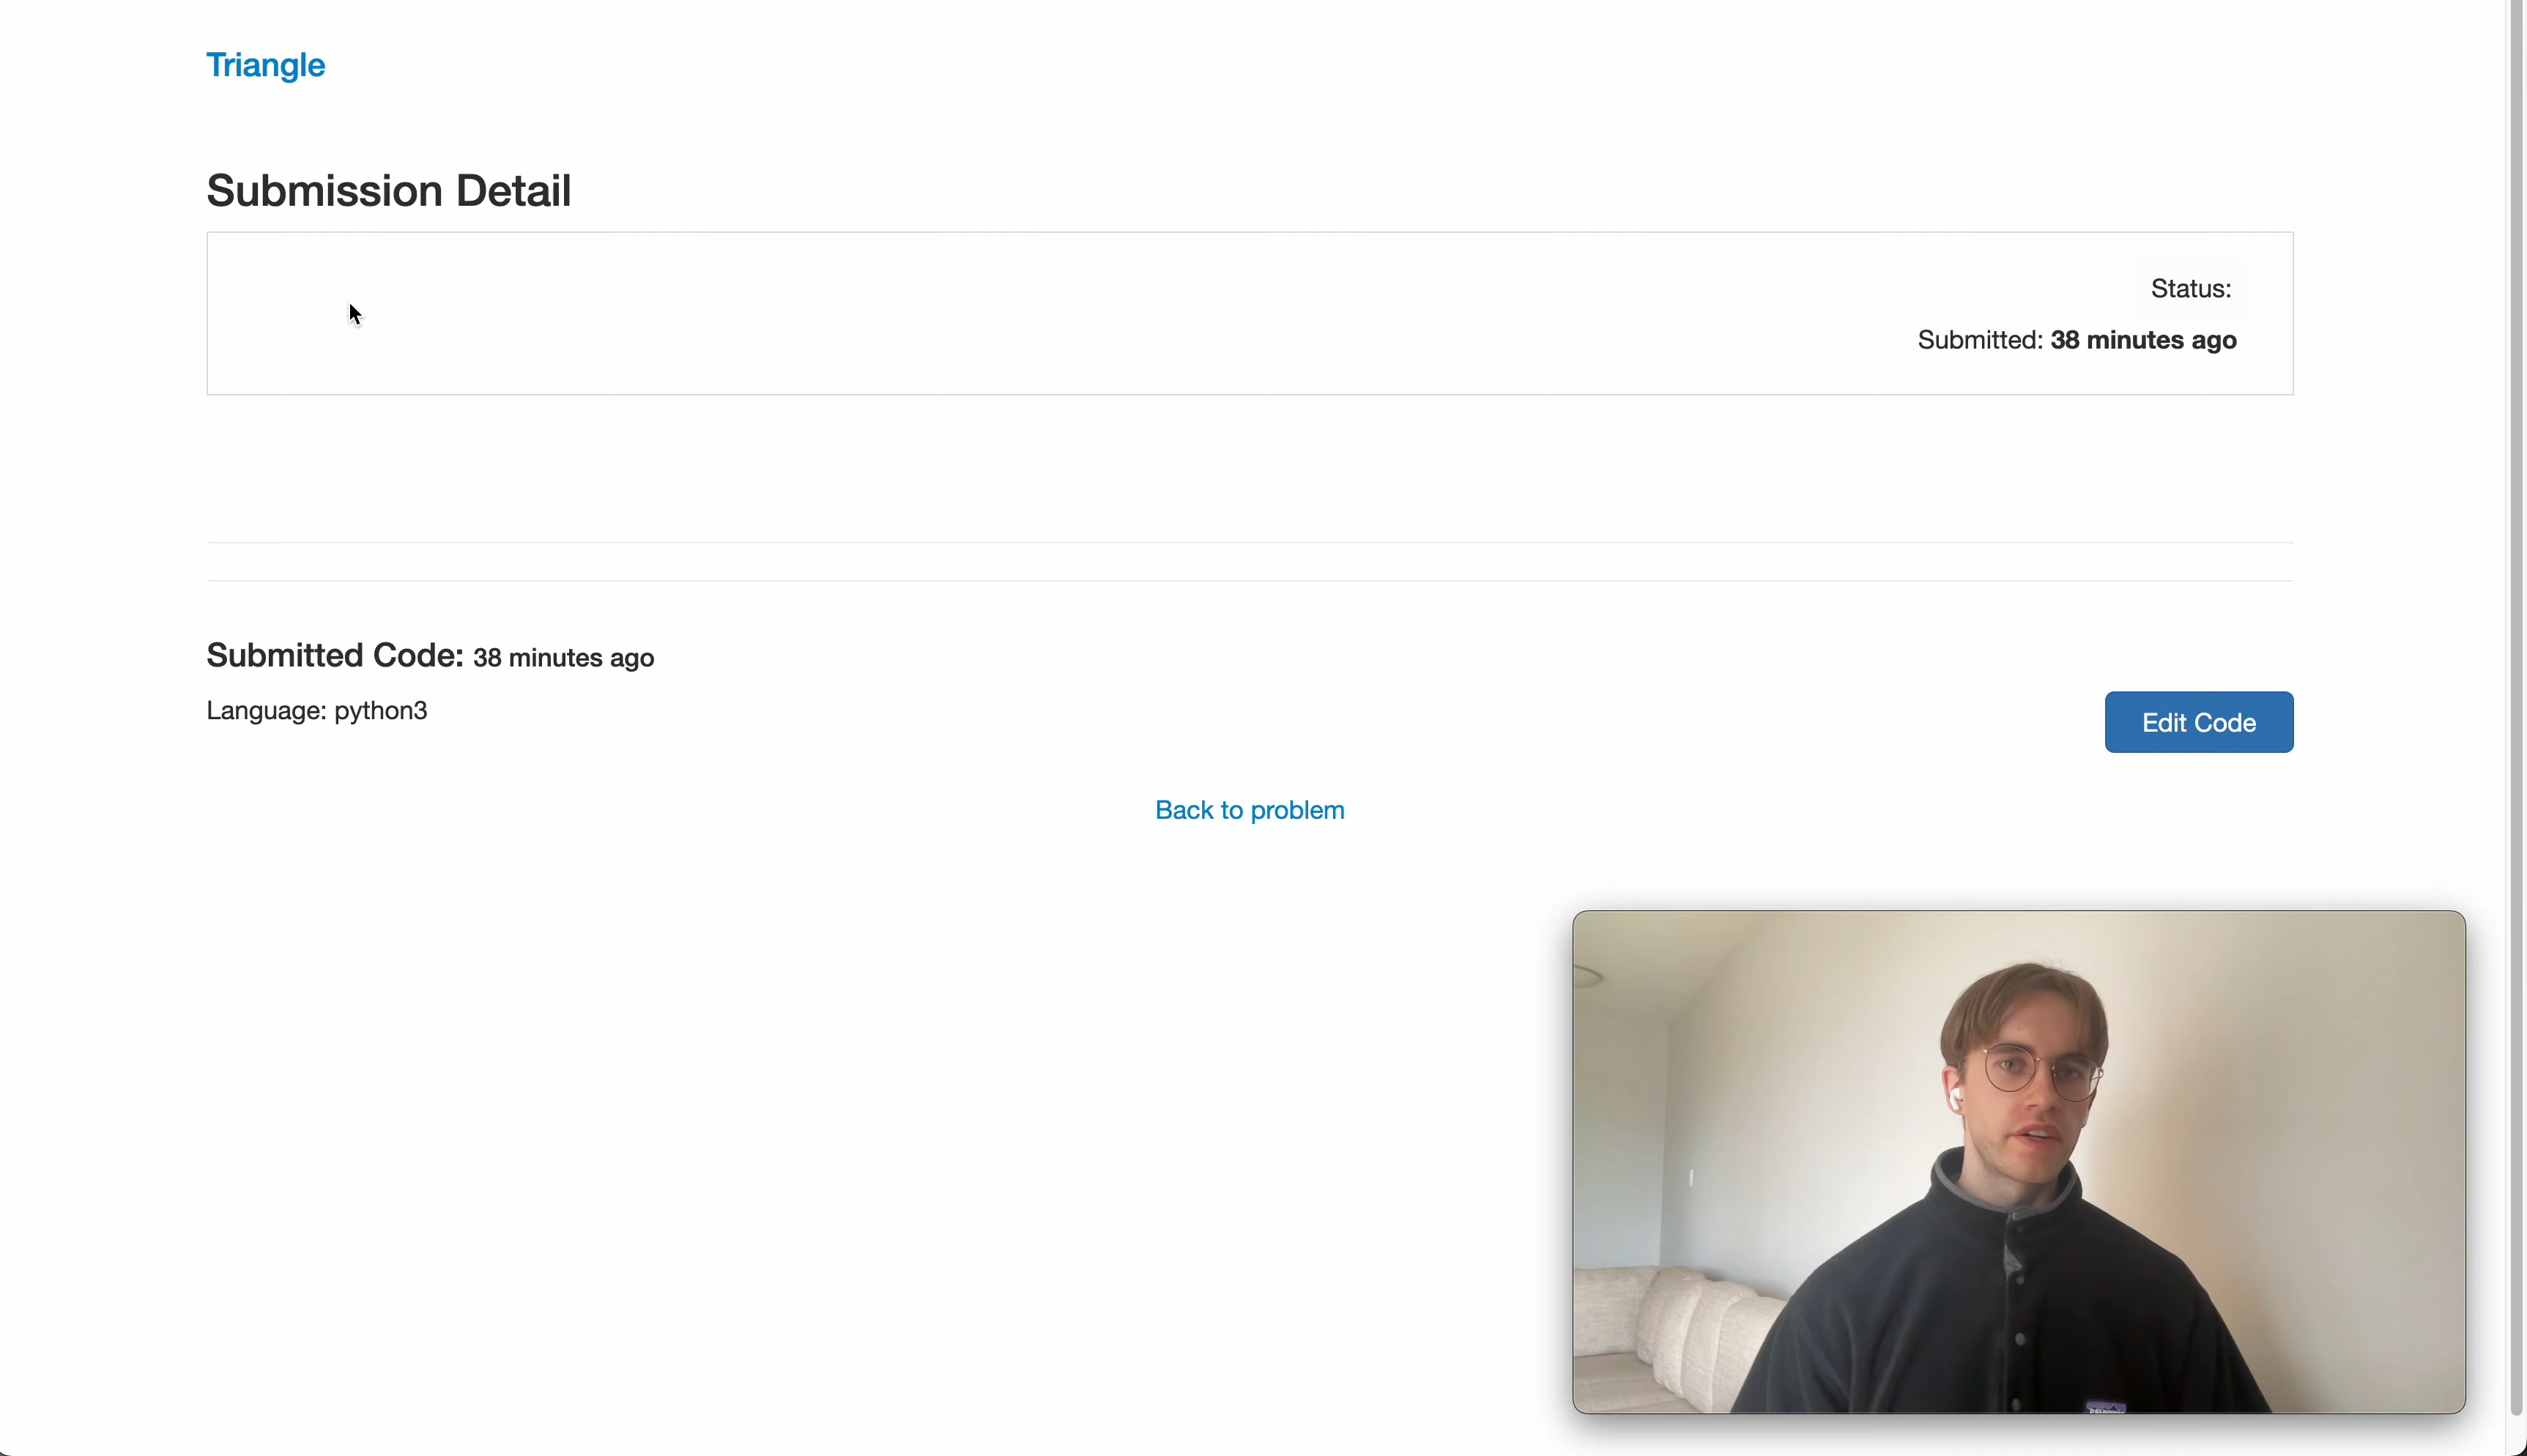 Triangle
Submission Detail
Status:
Submitted: 38 minutes ago
Submitted Code: 38 minutes ago
Language: python3
Edit Code
Back to problem